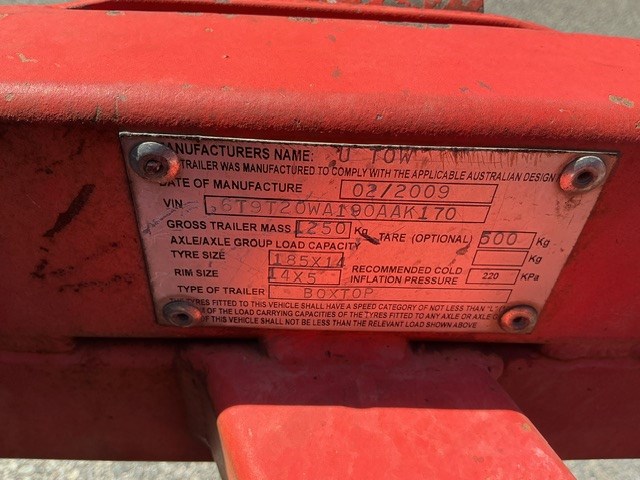 MANUFACTURERS NAME: U TOW
TRAILER WAS MANUFACTURED TO COMPLY WITH THE APPLICABLE AUSTRALIAN DESIGN
DATE OF MANUFACTURE 02/2009
VIN 6T9T20WA190AAK170
GROSS TRAILER MASS 1250 Kg TARE (OPTIONAL) 500 Kg
AXLE/AXLE GROUP LOAD CAPACITY Kg
TYRE SIZE 185X14
RIM SIZE 14X5 RECOMMENDED COLD INFLATION PRESSURE 220 KPa
TYPE OF TRAILER BOXTOP
TYRES FITTED TO THIS VEHICLE SHALL HAVE A SPEED CATEGORY OF NOT LESS THAN "L"
OF THE LOAD CARRYING CAPACITIES OF THE TYRES FITTED TO ANY AXLE OR AXLE
OF THIS VEHICLE SHALL NOT BE LESS THAN THE RELEVANT LOAD SHOWN ABOVE